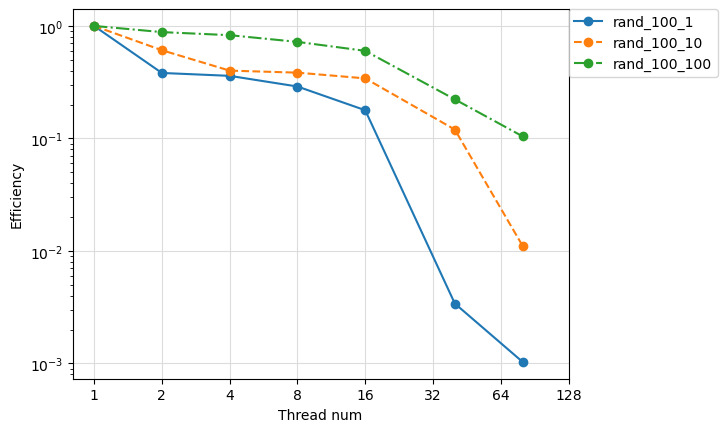 rand_100_1
rand_100_10
rand_100_100
10⁰
10⁻¹
10⁻²
10⁻³
Efficiency
1 2 4 8 16 32 64 128
Thread num